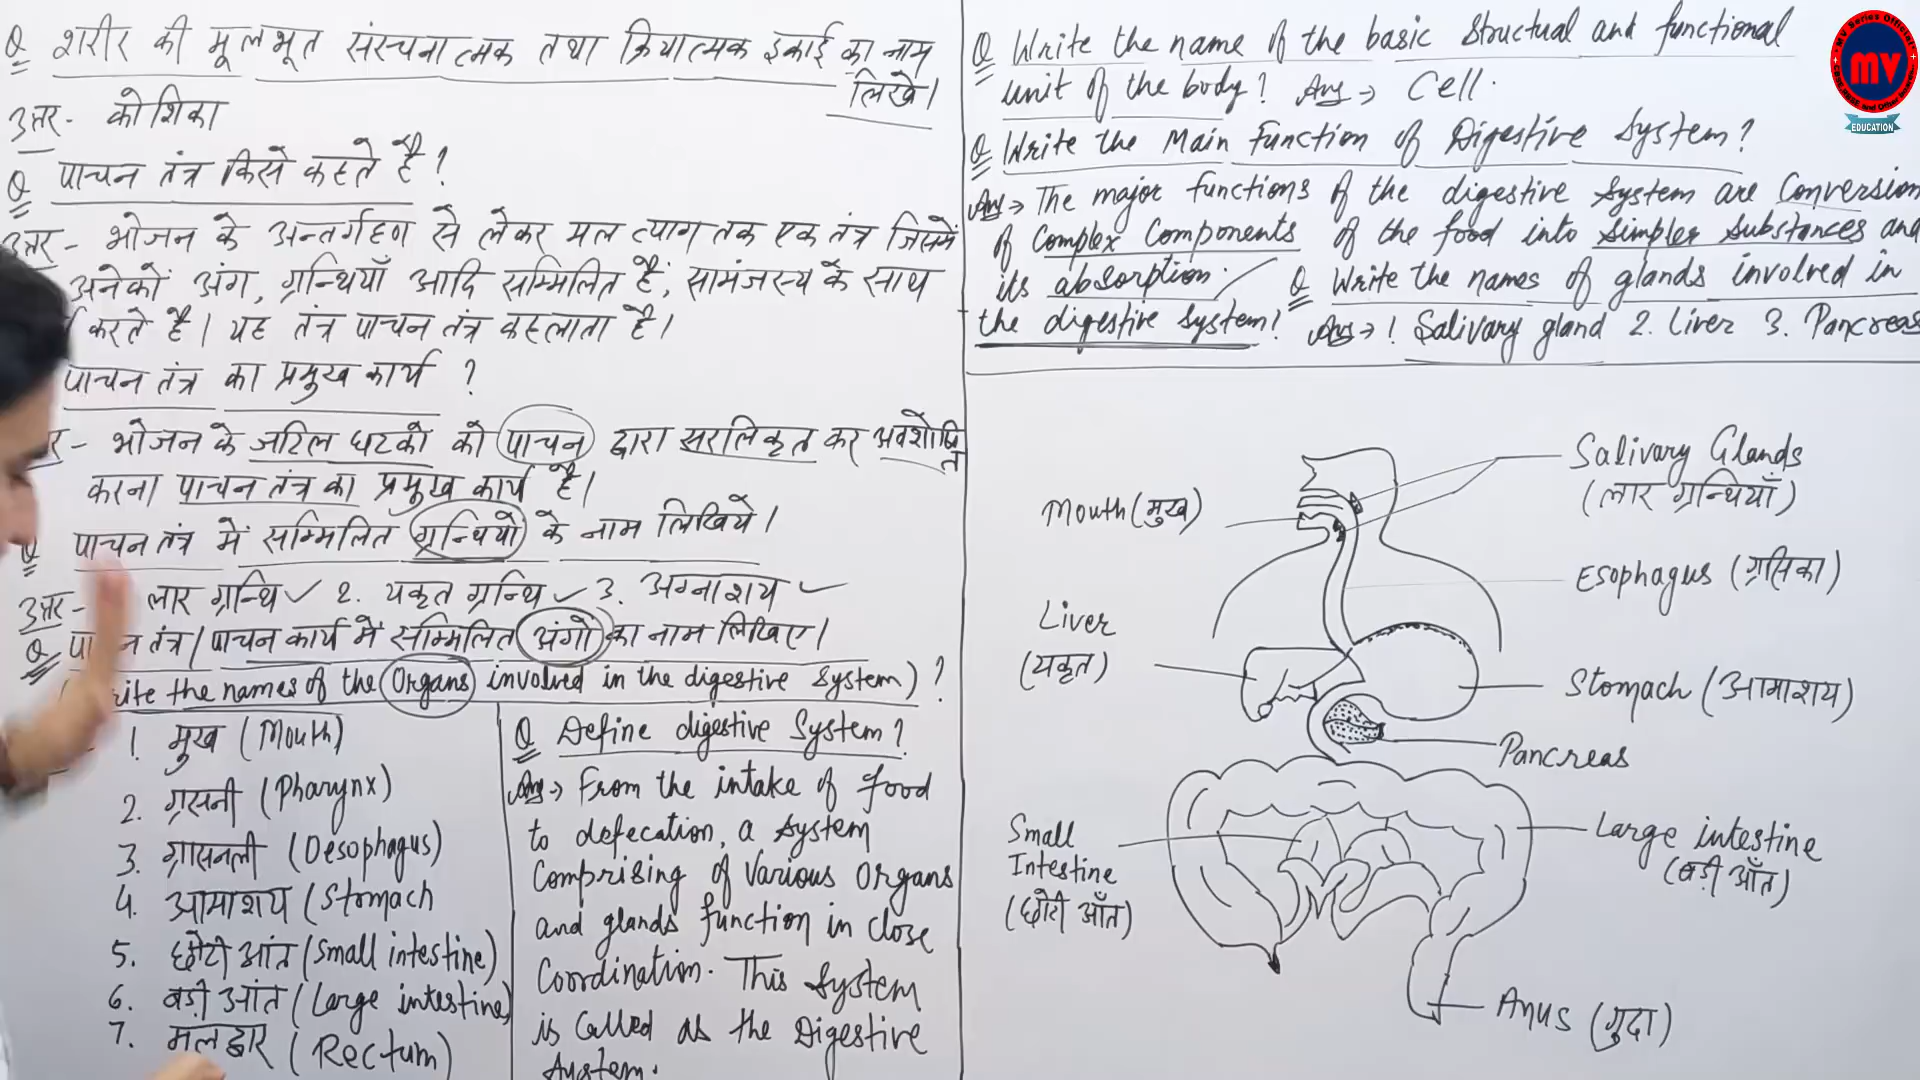 Q शरीर की मूलभूत संरचनात्मक तथा क्रियात्मक इकाई का नाम
लिखे।
उत्तर- कोशिका
Q पाचन तंत्र किसे कहते है ?
उत्तर- भोजन के अन्तर्गहण से लेकर मल त्याग तक एक तंत्र जिसमें
अनेकों अंग, ग्रन्थियाँ आदि सम्मिलित हैं, सामंजस्य के साथ
करते है। यह तंत्र पाचन तंत्र कहलाता है।
पाचन तंत्र का प्रमुख कार्य ?
भोजन के जटिल घटको को पाचन द्वारा सरलिकृत कर अवशोषित
करना पाचन तंत्र का प्रमुख कार्य है।
Q पाचन तंत्र में सम्मिलित ग्रन्थियो के नाम लिखिये।
उत्तर- लार ग्रन्थि ✓ 2. यकृत ग्रन्थि ✓ 3. अग्नाशय ✓
Q तंत्र/पाचन कार्य में सम्मिलित अंगो का नाम लिखिए।
the names of the Organs involved in the digestive System) ?
1. मुख (Mouth)
2. ग्रसनी (Pharynx)
3. ग्रासनली (Oesophagus)
4. आमाशय (Stomach
5. छोटी आंत (Small intestine)
6. बड़ी आंत (Large intestine)
7. मलद्वार (Rectum)
Q Define digestive System?
Ans → From the intake of food
to defecation, a System
Comprising of Various Organs
and glands function in close
Coordination. This System
is Called as the Digestive
System.
Q Write the name of the basic Structual and functional
unit of the body? Ans → Cell.
Q Write the Main Function of Digestive System?
Ans → The major functions of the digestive System are Conversion
of Complex Components of the food into Simpler Substances and
its absorption. Q Write the names of glands involved in
the digestive System? Ans → 1 Salivary gland 2. Liver 3. Pancreas
Salivary Glands
(लार ग्रन्थियाँ)
Mouth (मुख)
Esophagus (ग्रसिका)
Liver
(यकृत)
Stomach (आमाशय)
Pancreas
Small
Intestine
(छोटी आँत)
Large intestine
(बड़ी आँत)
Anus (गुदा)
MV Series Official
MV
EDUCATION